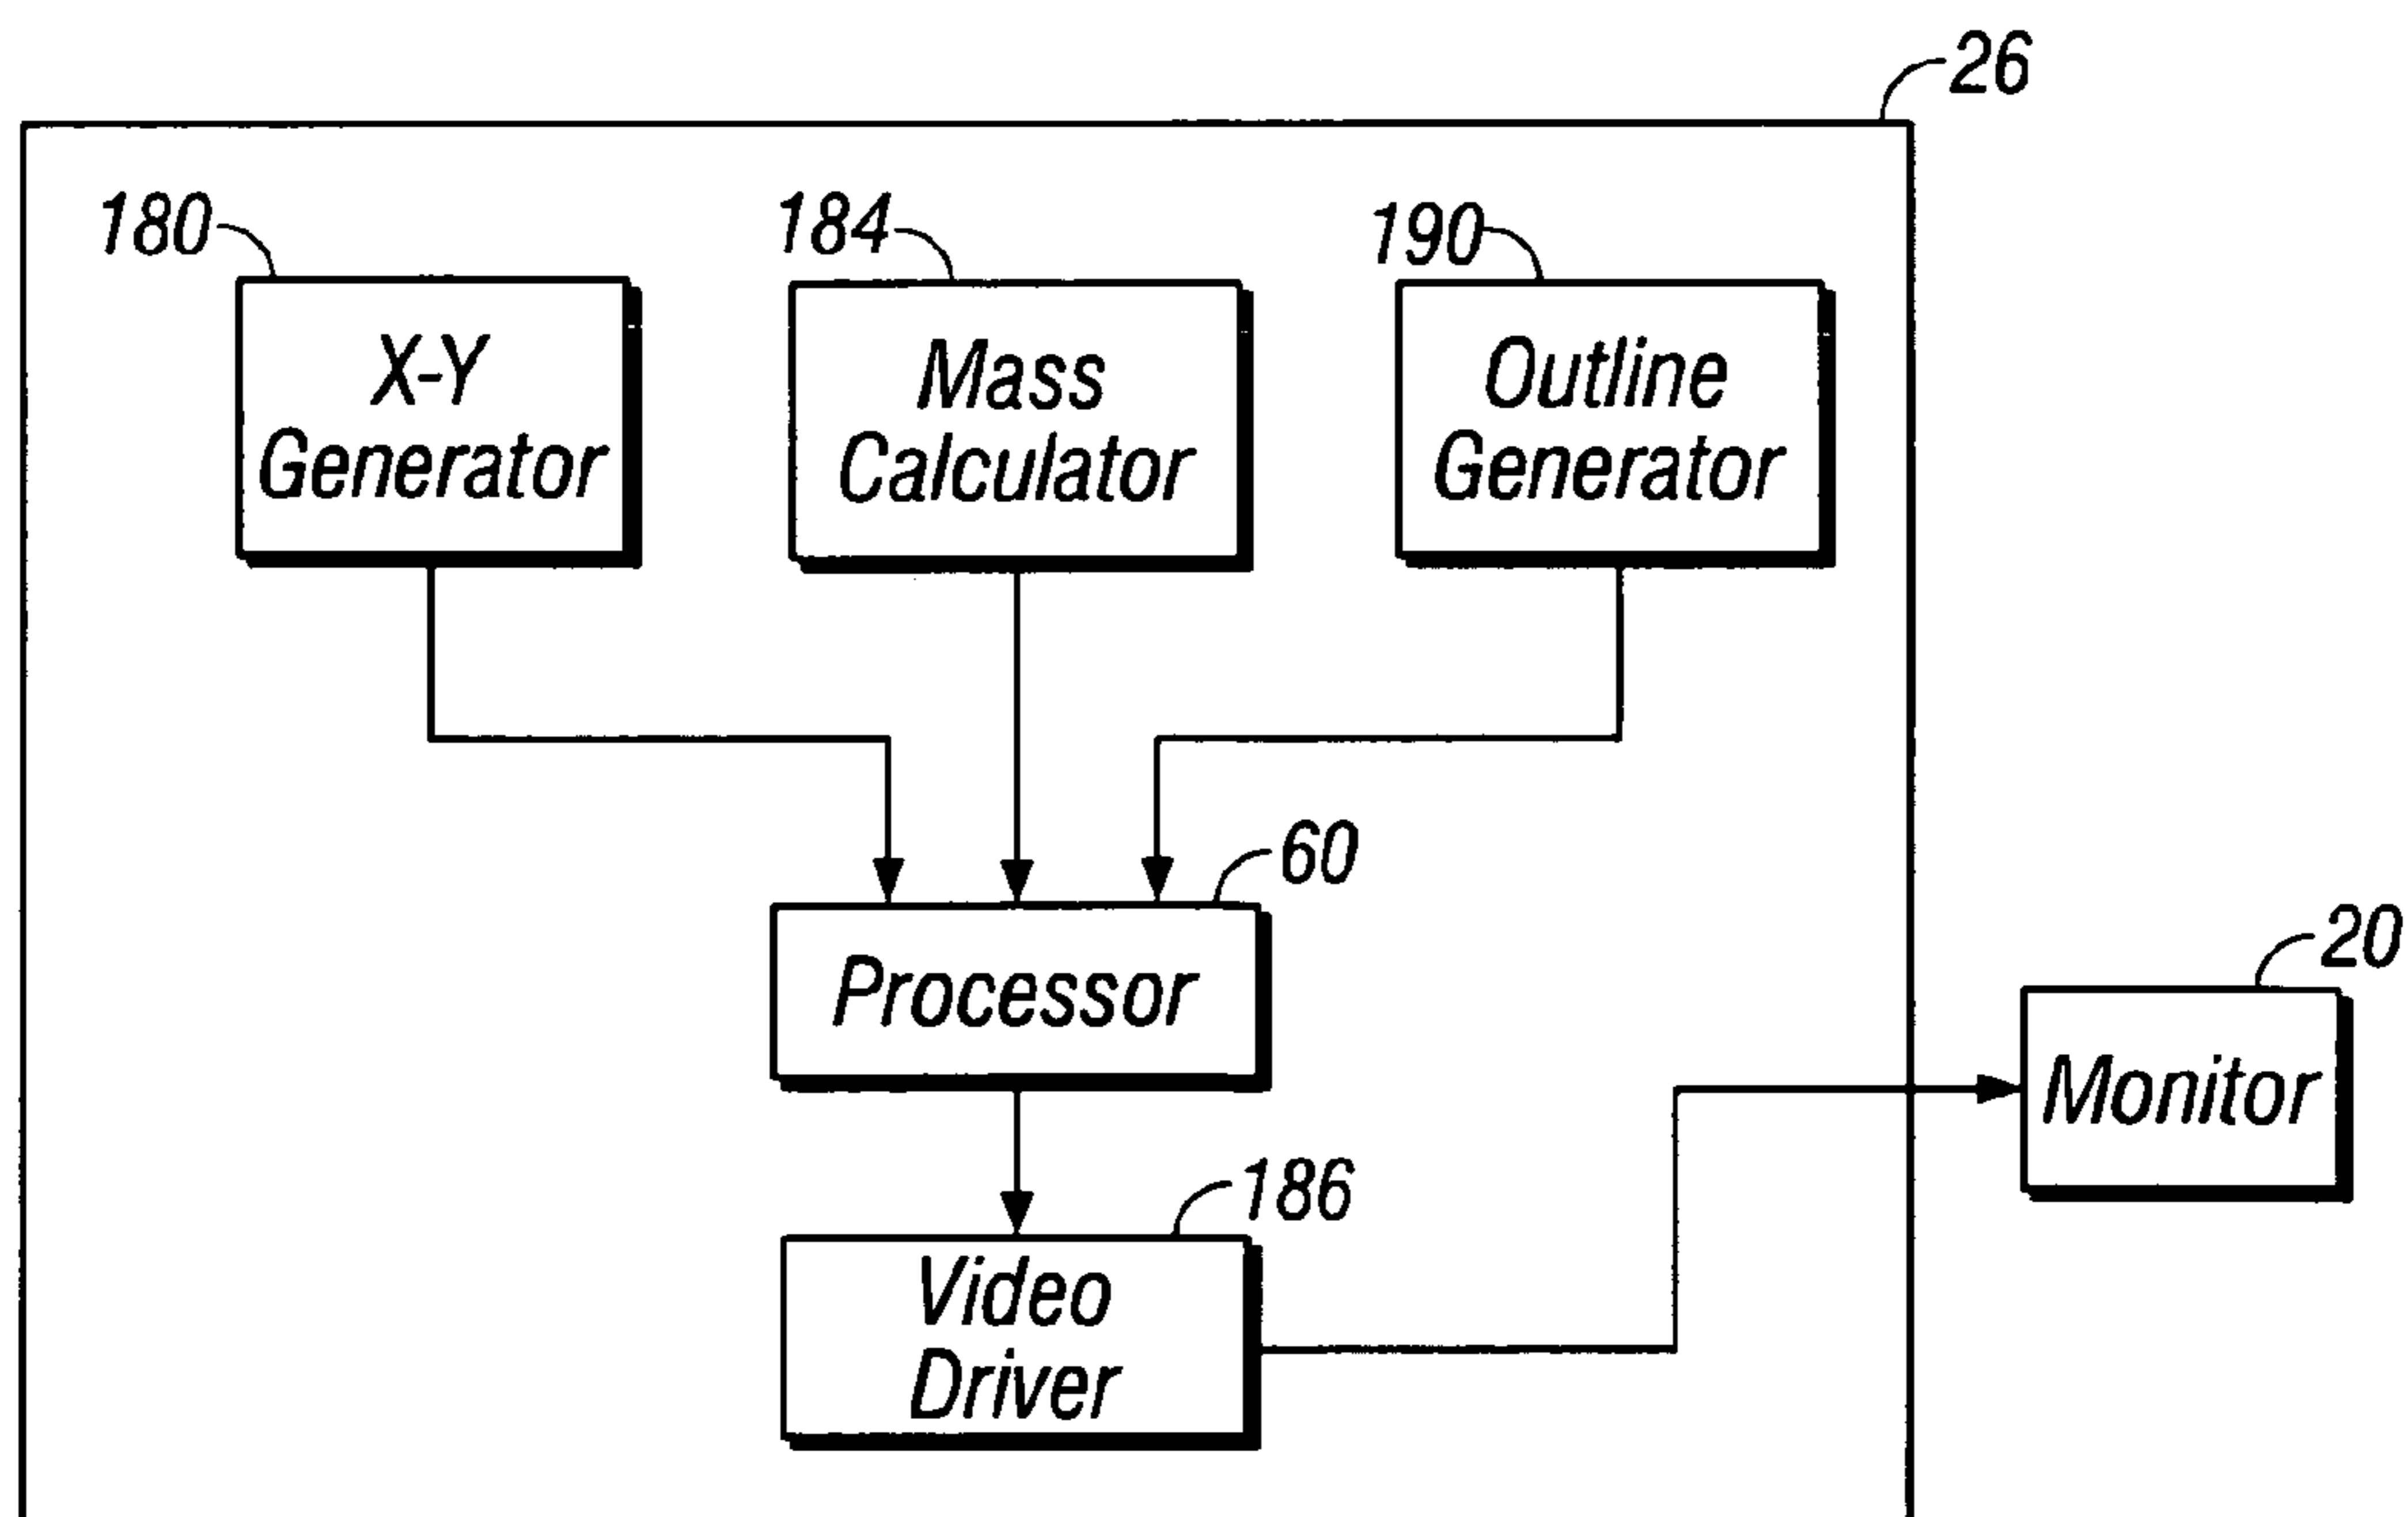 26
180
184
190
X-Y
Generator
Mass
Calculator
Outline
Generator
60
Processor
20
Monitor
186
Video
Driver